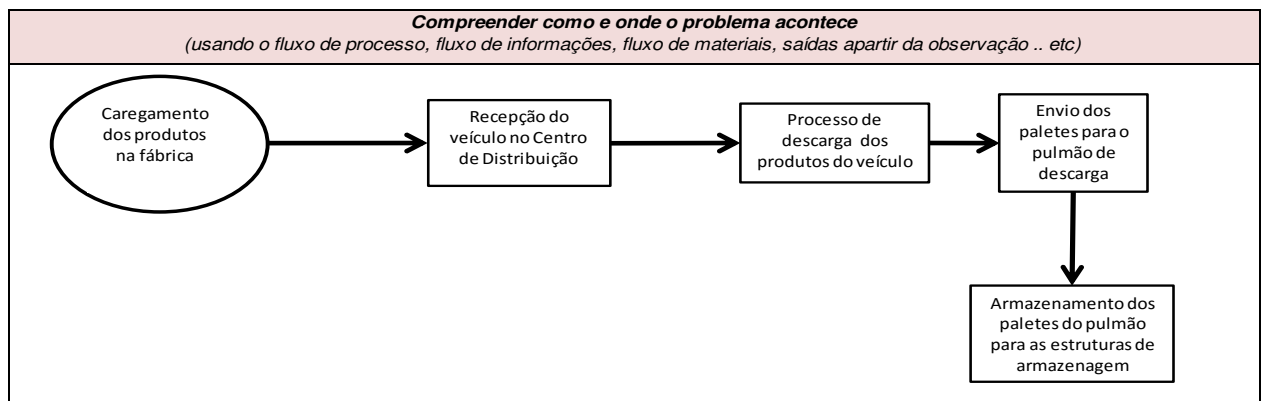 Compreender como e onde o problema acontece
(usando o fluxo de processo, fluxo de informações, fluxo de materiais, saídas apartir da observação .. etc)
Caregamento
dos produtos
na fábrica
Recepção do
veículo no Centro
de Distribuição
Processo de
descarga dos
produtos do veículo
Envio dos
paletes para o
pulmão de
descarga
Armazenamento dos
paletes do pulmão
para as estruturas de
armazenagem